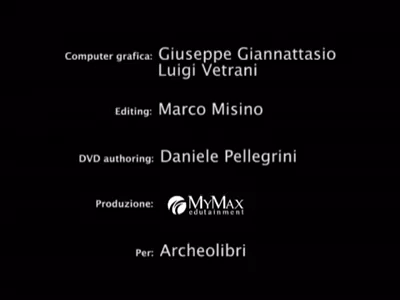 Computer grafica: Giuseppe Giannattasio
Luigi Vetrani
Editing: Marco Misino
DVD authoring: Daniele Pellegrini
Produzione: MYMAX
edutainment
Per: Archeolibri